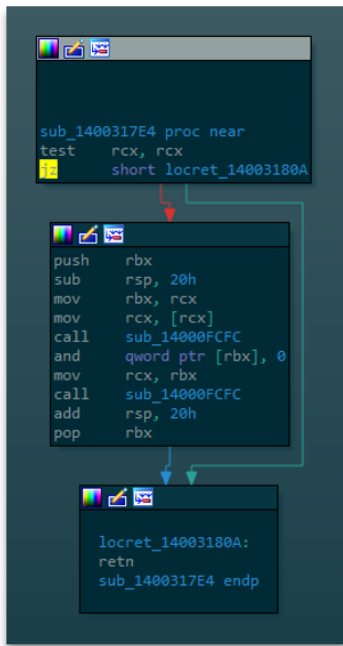 sub_1400317E4 proc near
test rcx, rcx
jz short locret_14003180A
push rbx
sub rsp, 20h
mov rbx, rcx
mov rcx, [rcx]
call sub_14000FCFC
and qword ptr [rbx], 0
mov rcx, rbx
call sub_14000FCFC
add rsp, 20h
pop rbx
locret_14003180A:
retn
sub_1400317E4 endp